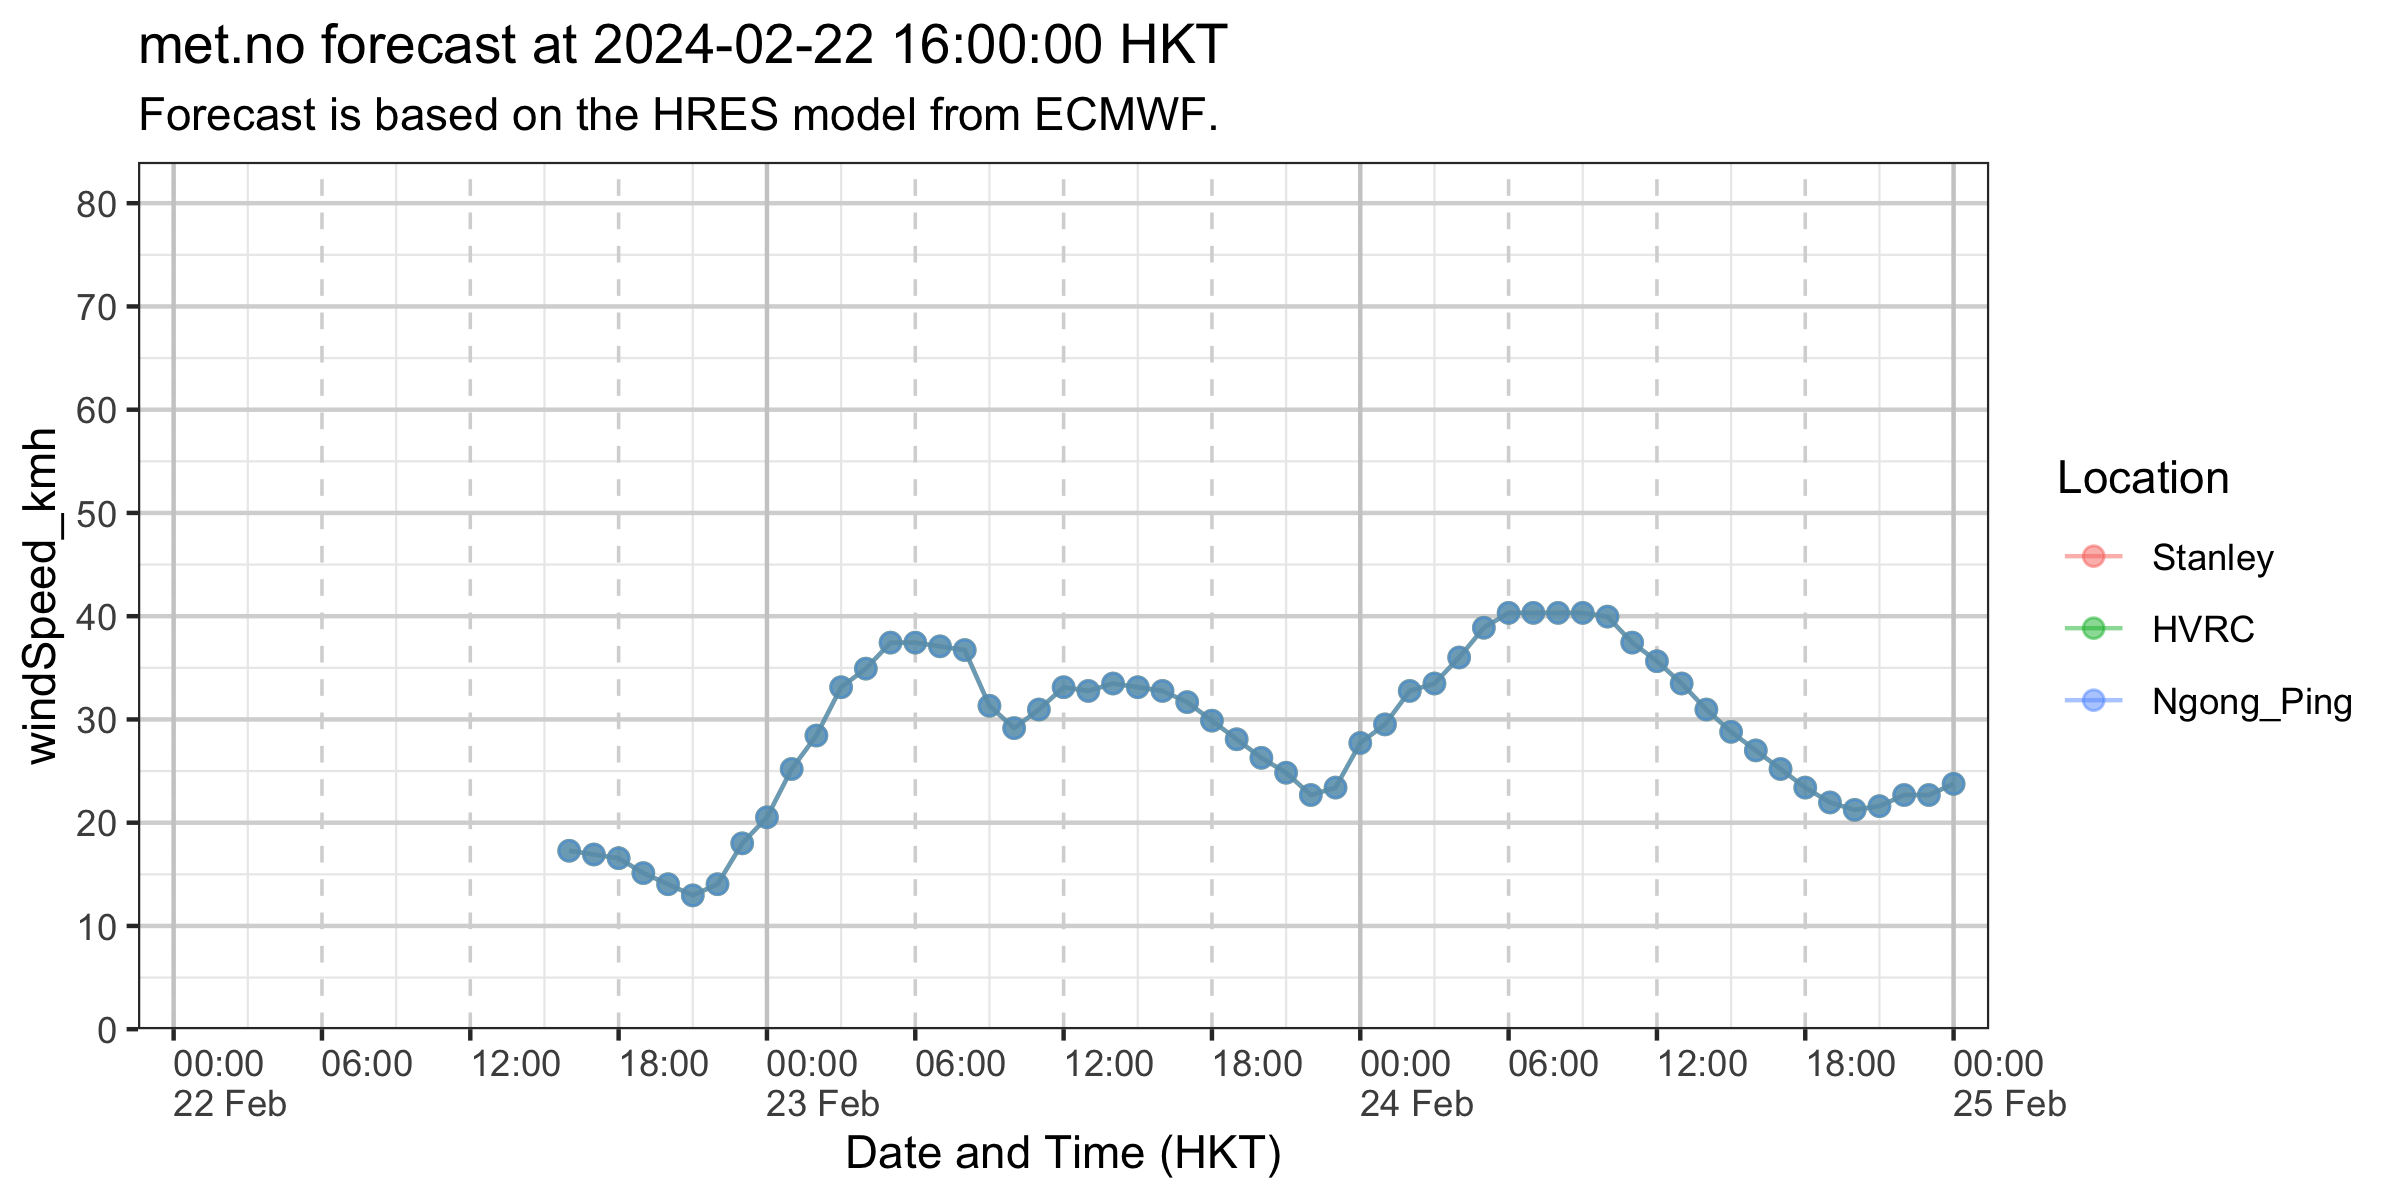 met.no forecast at 2024-02-22 16:00:00 HKT
Forecast is based on the HRES model from ECMWF.
windSpeed_kmh
80
70
60
50
40
30
20
10
0
00:00 06:00 12:00 18:00 00:00 06:00 12:00 18:00 00:00 06:00 12:00 18:00 00:00
22 Feb 23 Feb 24 Feb 25 Feb
Date and Time (HKT)
Location
Stanley
HVRC
Ngong_Ping